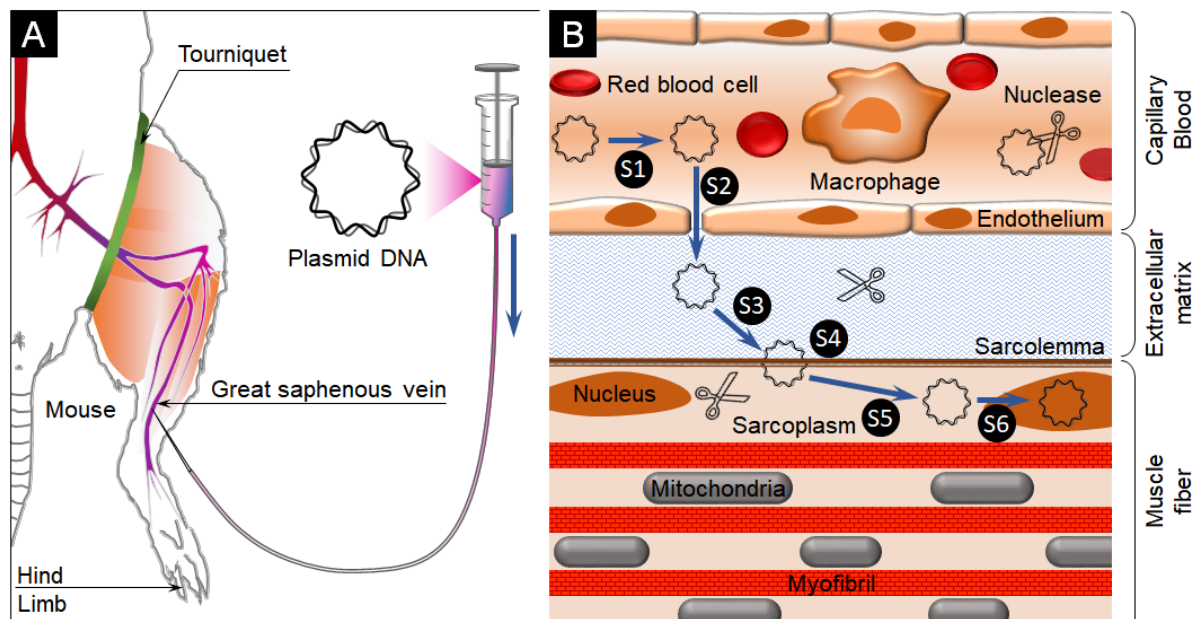 A
Tourniquet
Plasmid DNA
Great saphenous vein
Mouse
Hind
Limb
B
Red blood cell
Nuclease
S1
S2
Macrophage
Endothelium
Capillary
Blood
S3
S4
Sarcolemma
Extracellular
matrix
Nucleus
Sarcoplasm
S5
S6
Mitochondria
Myofibril
Muscle
fiber